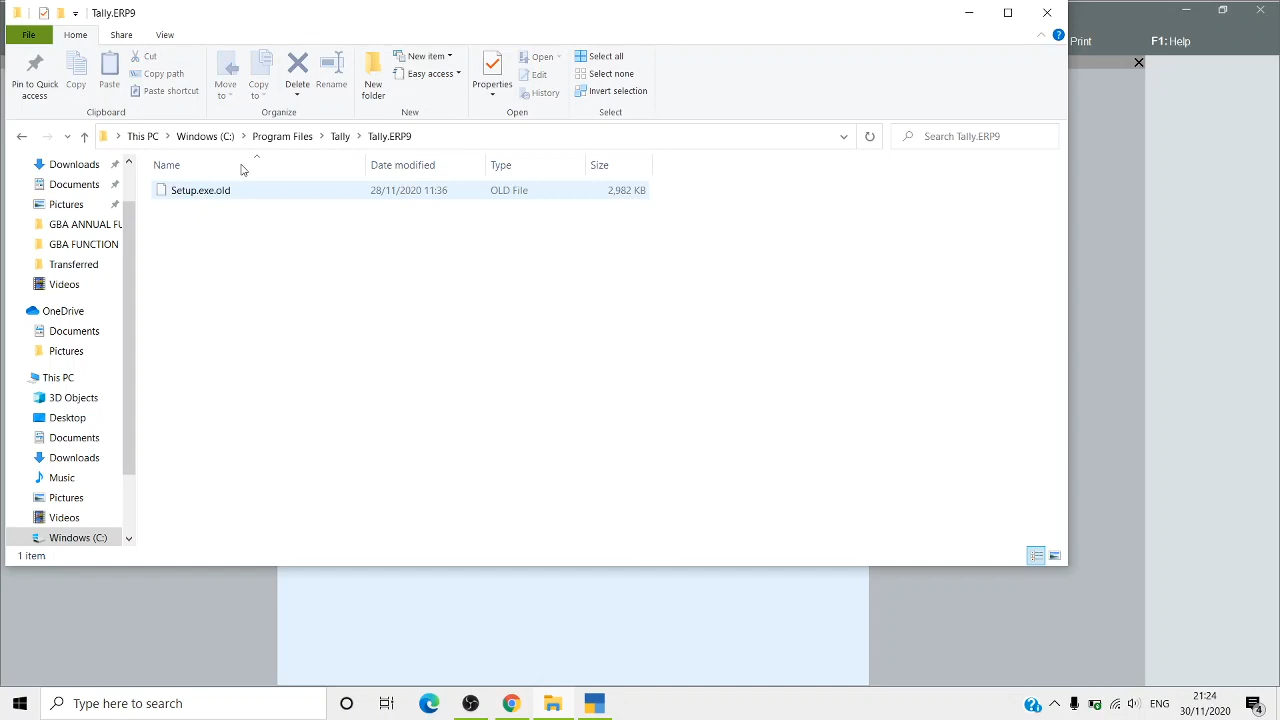 Tally.ERP9
File Home Share View
Print F1: Help
Pin to Quick access Copy Paste Cut Copy path Paste shortcut
Move to Copy to Delete Rename New folder New item Easy access
Properties Open Edit History Select all Select none Invert selection
Clipboard Organize New Open Select
This PC Windows (C:) Program Files Tally Tally.ERP9 Search Tally.ERP9
Name Date modified Type Size
Setup.exe.old 28/11/2020 11:36 OLD File 2,982 KB
Downloads
Documents
Pictures
GBA ANNUAL FU
GBA FUNCTION
Transferred
Videos
OneDrive
Documents
Pictures
This PC
3D Objects
Desktop
Documents
Downloads
Music
Pictures
Videos
Windows (C:)
1 item
Type here to search
ENG 21:24
30/11/2020 4